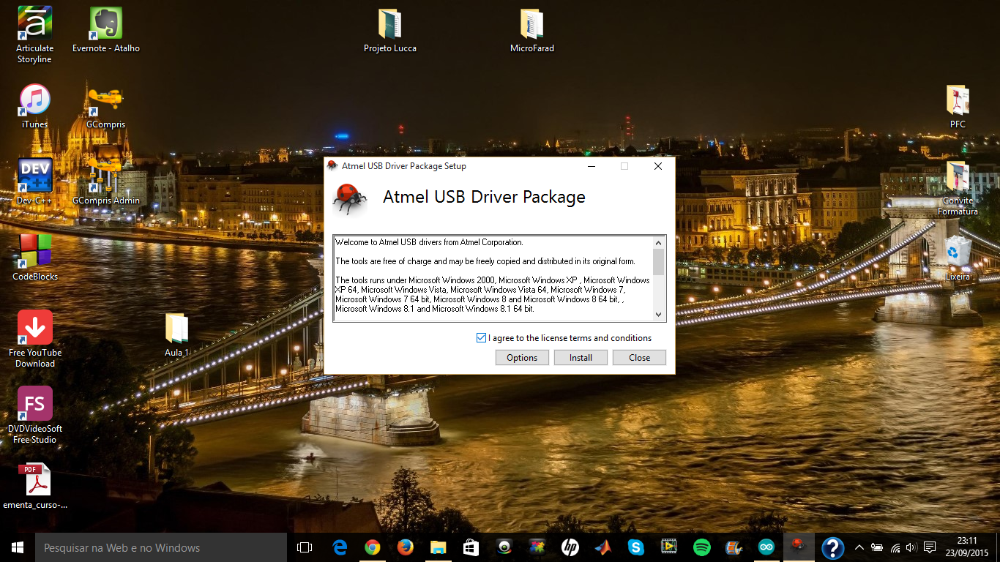 Articulate
Storyline
Evernote - Atalho
Projeto Lucca
MicroFarad
iTunes
GCompris
PFC
DEV
C++
Dev-C++
GCompris Admin
Convite
Formatura
CodeBlocks
Lixeira
Free YouTube
Download
Aula 1
FS
DVDVideoSoft
Free Studio
PDF
ementa_curso-...
Atmel USB Driver Package Setup
Atmel USB Driver Package
Welcome to Atmel USB drivers from Atmel Corporation.
The tools are free of charge and may be freely copied and distributed in its original form.
The tools runs under Microsoft Windows 2000, Microsoft Windows XP , Microsoft Windows
XP 64, Microsoft Windows Vista, Microsoft Windows Vista 64, Microsoft Windows 7,
Microsoft Windows 7 64 bit, Microsoft Windows 8 and Microsoft Windows 8 64 bit, ,
Microsoft Windows 8.1 and Microsoft Windows 8.1 64 bit.
I agree to the license terms and conditions
Options
Install
Close
Pesquisar na Web e no Windows
hp
23:11
23/09/2015